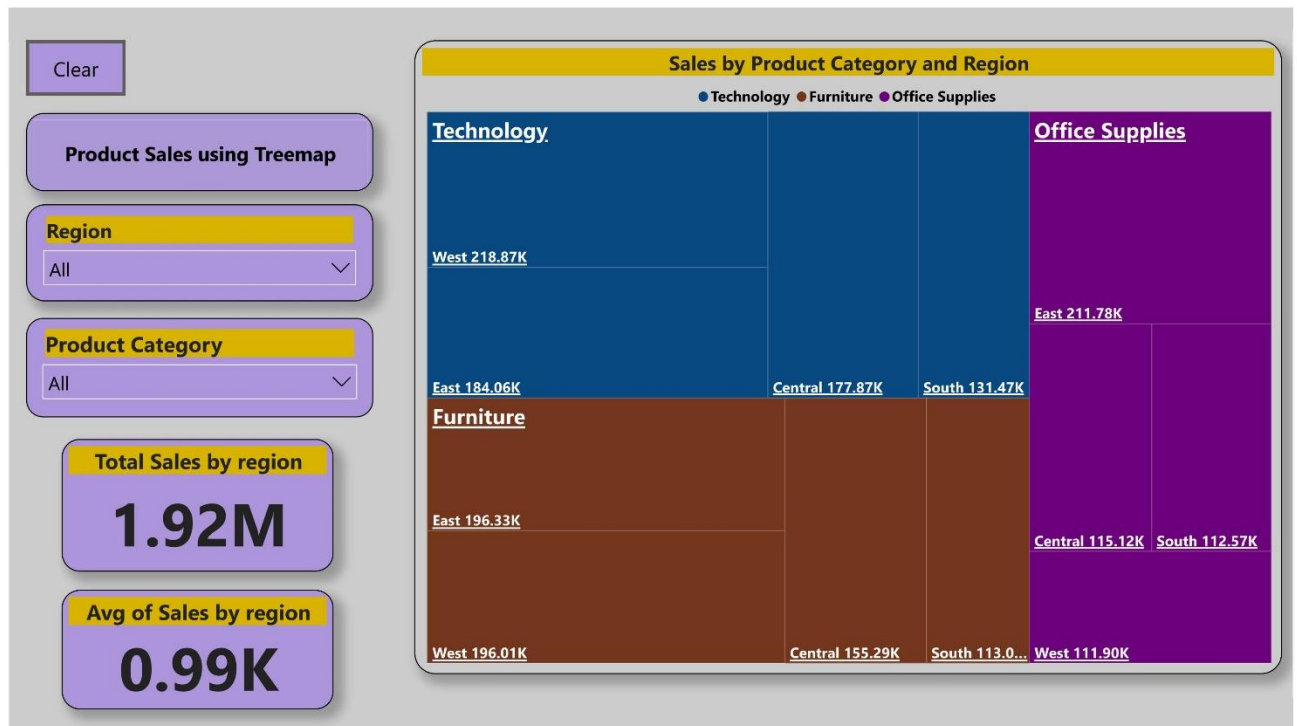 Clear
Product Sales using Treemap
Region
All
Product Category
All
Total Sales by region
1.92M
Avg of Sales by region
0.99K
Sales by Product Category and Region
Technology Furniture Office Supplies
Technology
West 218.87K
East 184.06K
Central 177.87K
South 131.47K
Furniture
East 196.33K
West 196.01K
Central 155.29K
South 113.0...
Office Supplies
East 211.78K
Central 115.12K
South 112.57K
West 111.90K